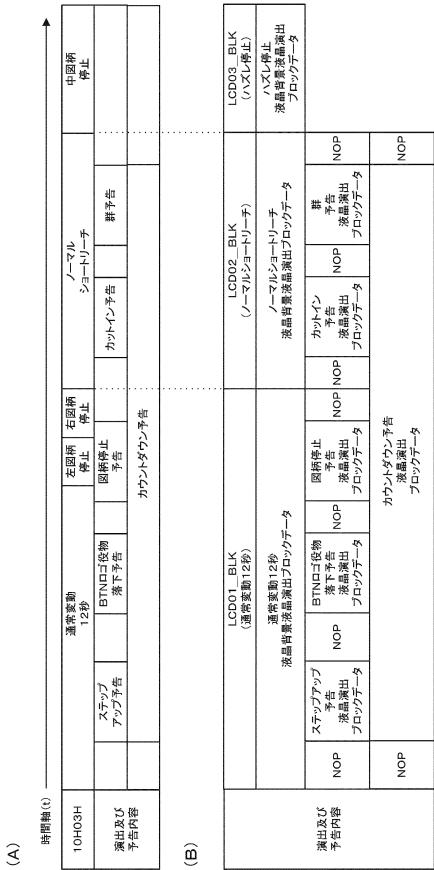 (A)
時間軸(t)
10H03H
通常変動
12秒
左図柄
停止
右図柄
停止
ノーマル
ショートリーチ
中図柄
停止
演出及び
予告内容
ステップ
アップ予告
BTNロゴ役物
落下予告
図柄停止
予告
カットイン予告
群予告
カウントダウン予告
(B)
演出及び
予告内容
LCD01_BLK
(通常変動12秒)
LCD02_BLK
(ノーマルショートリーチ)
LCD03_BLK
(ハズレ停止)
通常変動12秒
液晶背景液晶演出ブロックデータ
ノーマルショートリーチ
液晶背景液晶演出ブロックデータ
ハズレ停止
液晶背景液晶演出
ブロックデータ
NOP
ステップアップ
予告
液晶演出
ブロックデータ
NOP
BTNロゴ役物
落下予告
液晶演出
ブロックデータ
NOP
図柄停止
予告
液晶演出
ブロックデータ
NOP
NOP
カットイン
予告
液晶演出
ブロックデータ
NOP
群
予告
液晶演出
ブロックデータ
NOP
NOP
カウントダウン予告
液晶演出
ブロックデータ
NOP